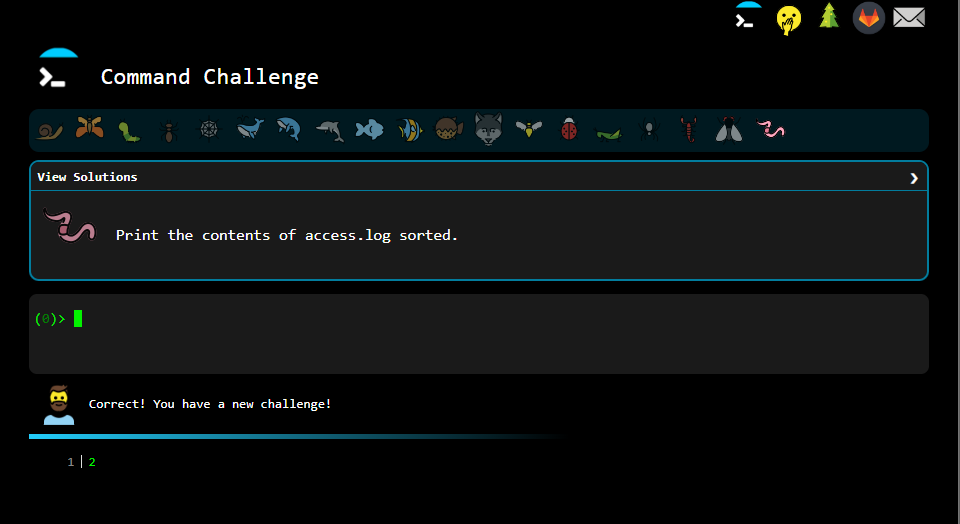 Command Challenge
View Solutions
Print the contents of access.log sorted.
(0)>
Correct! You have a new challenge!
1 2